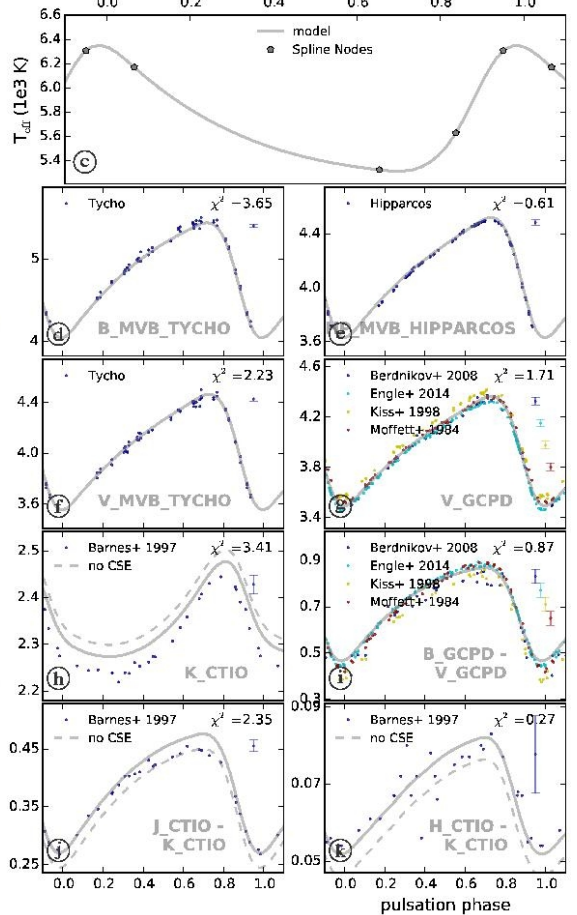 0.0 0.2 0.4 0.6 0.8 1.0
6.6
6.4
6.2
6.0
5.8
5.6
5.4
T_eff (1e3 K)
model
Spline Nodes
c
Tycho
χ² =3.65
5
4
d
B_MVB_TYCHO
Hipparcos
χ² =0.61
4.4
4.0
3.6
e
_MVB_HIPPARCOS
Tycho
χ² =2.23
4.4
4.0
3.6
f
V_MVB_TYCHO
4.6
Berdnikov+ 2008
χ² =1.71
Engle+ 2014
Kiss+ 1998
Moffett+ 1984
4.3
4.0
3.7
3.4
g
V_GCPD
2.5
Barnes+ 1997
χ² =3.41
no CSE
2.4
2.3
2.2
h
K_CTIO
0.9
Berdnikov+ 2008
χ² =0.87
Engle+ 2014
Kiss+ 1998
Moffett+ 1984
0.7
0.5
0.3
i
B_GCPD -
V_GCPD
Barnes+ 1997
χ² =2.35
no CSE
0.45
0.35
0.25
j
J_CTIO -
K_CTIO
0.0 0.2 0.4 0.6 0.8 1.0
0.09
Barnes+ 1997
χ² =0.27
no CSE
0.07
0.05
k
H_CTIO -
K_CTIO
0.0 0.2 0.4 0.6 0.8 1.0
pulsation phase